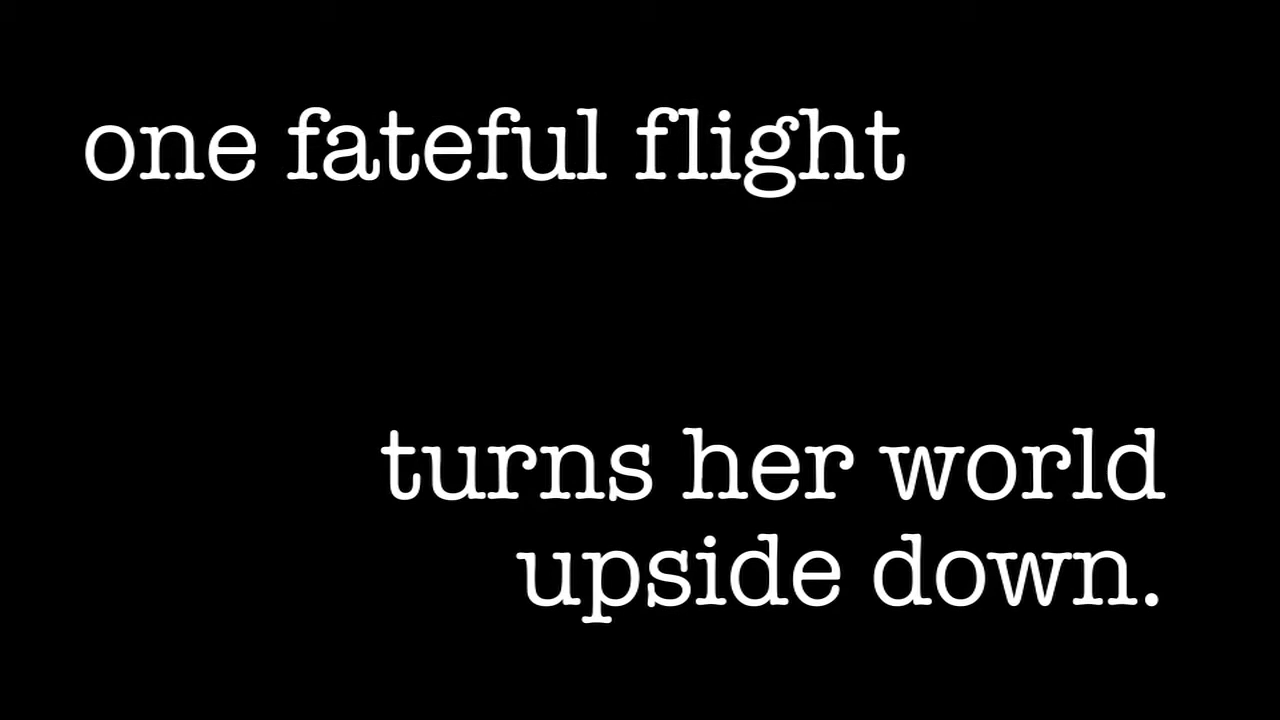 one fateful flight
turns her world
upside down.